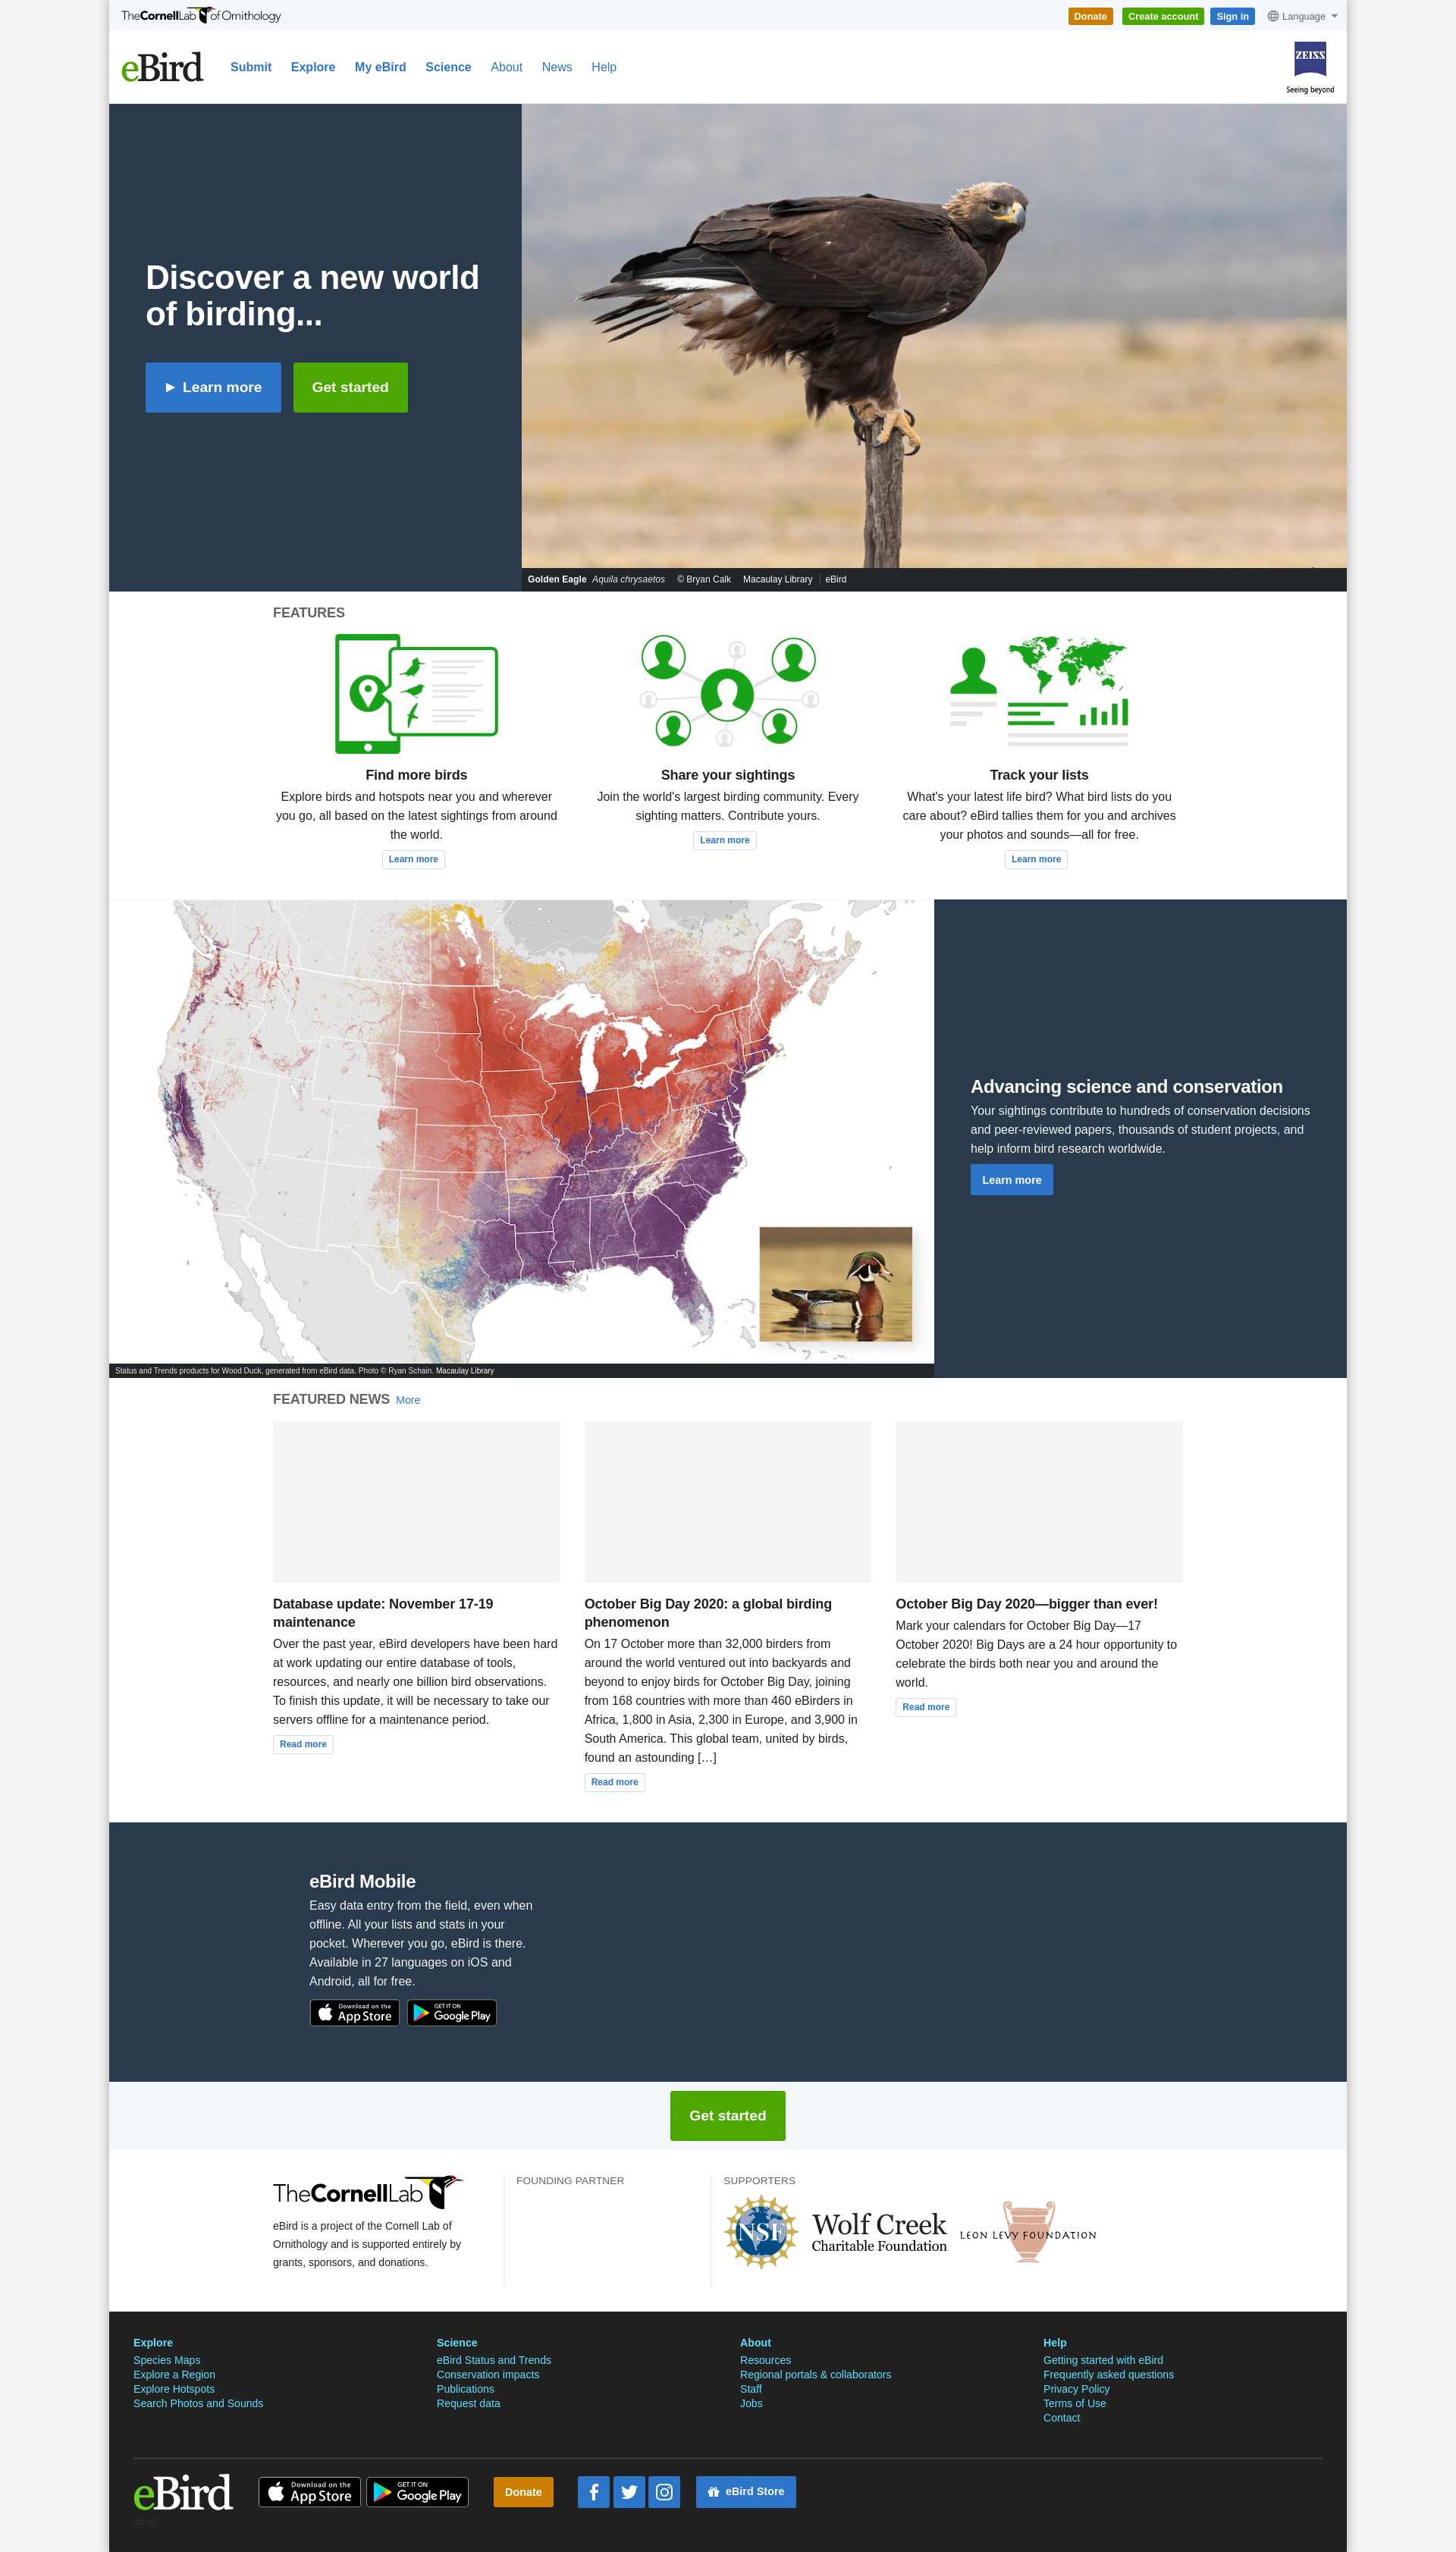 TheCornellLab of Ornithology
Donate
Create account
Sign in
Language
eBird
Submit
Explore
My eBird
Science
About
News
Help
ZEISS
Seeing beyond
Discover a new world
of birding...
Learn more
Get started
Golden Eagle Aquila chrysaetos © Bryan Calk Macaulay Library eBird
FEATURES
Find more birds
Explore birds and hotspots near you and wherever
you go, all based on the latest sightings from around
the world.
Learn more
Share your sightings
Join the world's largest birding community. Every
sighting matters. Contribute yours.
Learn more
Track your lists
What's your latest life bird? What bird lists do you
care about? eBird tallies them for you and archives
your photos and sounds—all for free.
Learn more
Advancing science and conservation
Your sightings contribute to hundreds of conservation decisions
and peer-reviewed papers, thousands of student projects, and
help inform bird research worldwide.
Learn more
Status and Trends products for Wood Duck, generated from eBird data. Photo © Ryan Schain. Macaulay Library
FEATURED NEWS More
Database update: November 17-19
maintenance
Over the past year, eBird developers have been hard
at work updating our entire database of tools,
resources, and nearly one billion bird observations.
To finish this update, it will be necessary to take our
servers offline for a maintenance period.
Read more
October Big Day 2020: a global birding
phenomenon
On 17 October more than 32,000 birders from
around the world ventured out into backyards and
beyond to enjoy birds for October Big Day, joining
from 168 countries with more than 460 eBirders in
Africa, 1,800 in Asia, 2,300 in Europe, and 3,900 in
South America. This global team, united by birds,
found an astounding […]
Read more
October Big Day 2020—bigger than ever!
Mark your calendars for October Big Day—17
October 2020! Big Days are a 24 hour opportunity to
celebrate the birds both near you and around the
world.
Read more
eBird Mobile
Easy data entry from the field, even when
offline. All your lists and stats in your
pocket. Wherever you go, eBird is there.
Available in 27 languages on iOS and
Android, all for free.
Download on the
App Store
GET IT ON
Google Play
Get started
TheCornellLab
eBird is a project of the Cornell Lab of
Ornithology and is supported entirely by
grants, sponsors, and donations.
FOUNDING PARTNER
SUPPORTERS
NSF
Wolf Creek
Charitable Foundation
LEON LEVY FOUNDATION
Explore
Species Maps
Explore a Region
Explore Hotspots
Search Photos and Sounds
Science
eBird Status and Trends
Conservation impacts
Publications
Request data
About
Resources
Regional portals & collaborators
Staff
Jobs
Help
Getting started with eBird
Frequently asked questions
Privacy Policy
Terms of Use
Contact
eBird
Download on the
App Store
GET IT ON
Google Play
Donate
eBird Store